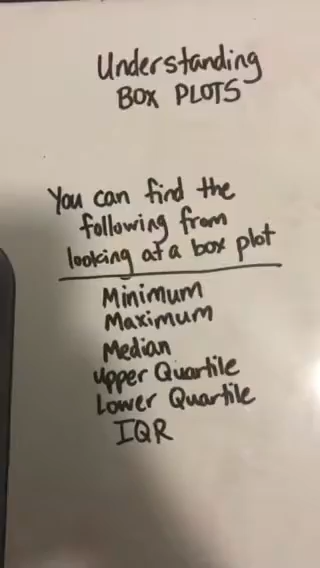 Understanding
BOX PLOTS
You can find the
following from
looking at a box plot
Minimum
Maximum
Median
Upper Quartile
Lower Quartile
IQR